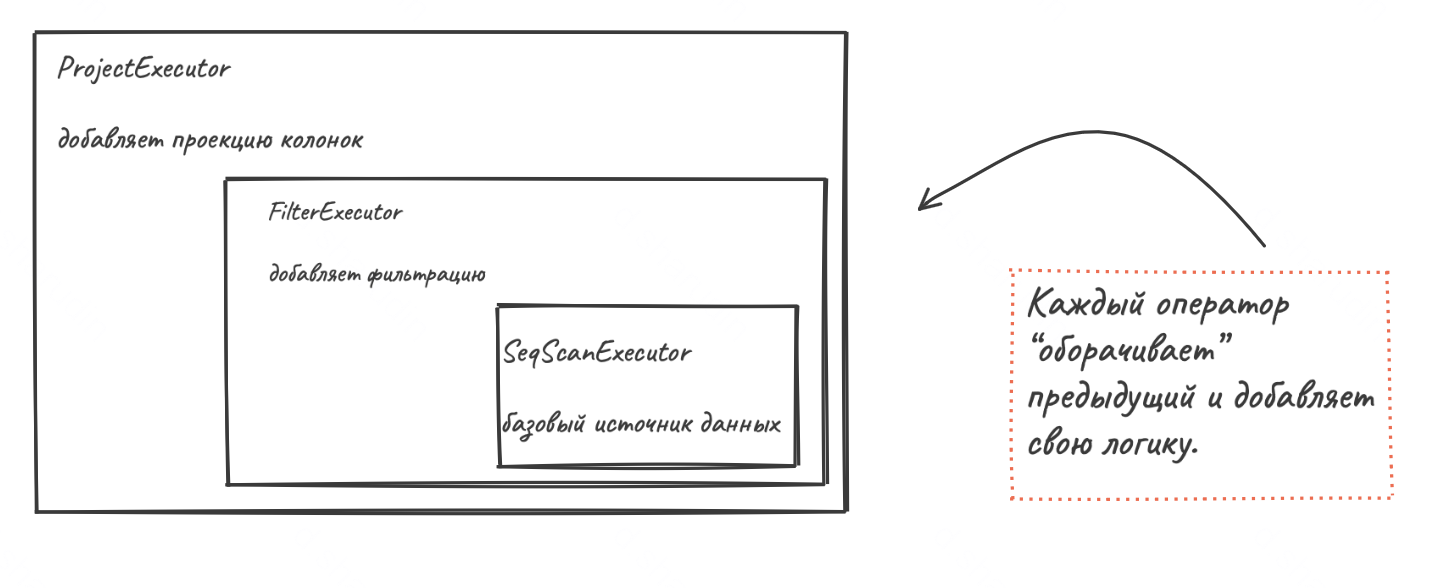 ProjectExecutor
добавляет проекцию колонок
FilterExecutor
добавляет фильтрацию
SeqScanExecutor
базовый источник данных
Каждый оператор
“оборачивает”
предыдущий и добавляет
свою логику.